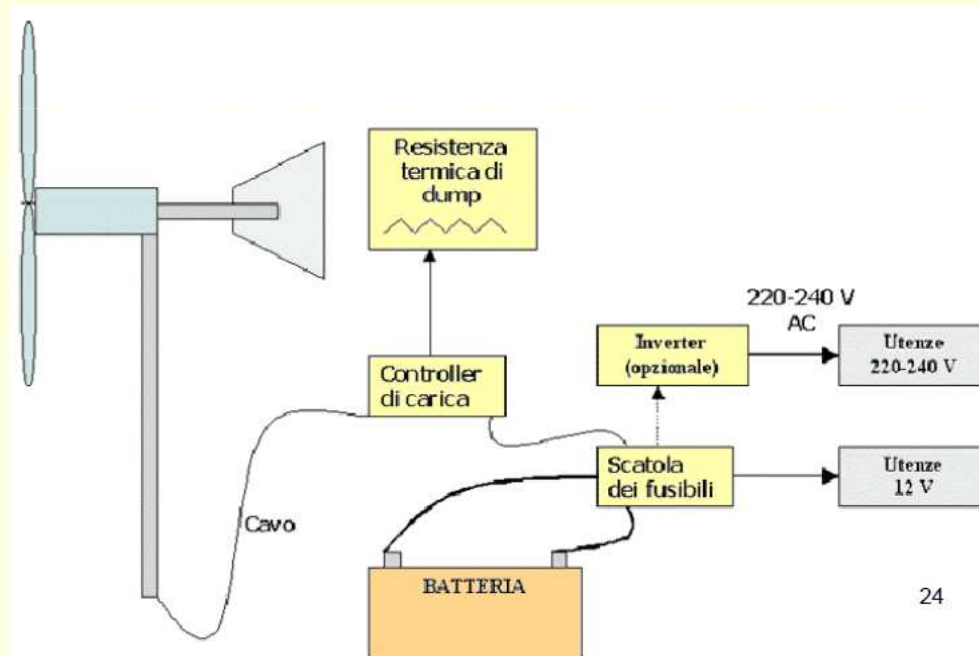 Resistenza
termica di
dump
220-240 V
AC
Inverter
(opzionale)
Utenze
220-240 V
Controller
di carica
Scatola
dei fusibili
Utenze
12 V
Cavo
BATTERIA
24